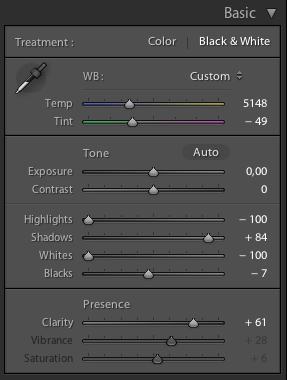 Basic
Treatment : Color | Black & White
WB : Custom
Temp 5148
Tint − 49
Tone Auto
Exposure 0,00
Contrast 0
Highlights − 100
Shadows + 84
Whites − 100
Blacks − 7
Presence
Clarity + 61
Vibrance + 28
Saturation + 6